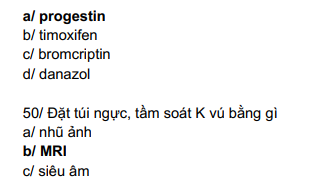 a/ progestin
b/ timoxifen
c/ bromcriptin
d/ danazol
50/ Đặt túi ngực, tầm soát K vú bằng gì
a/ nhũ ảnh
b/ MRI
c/ siêu âm